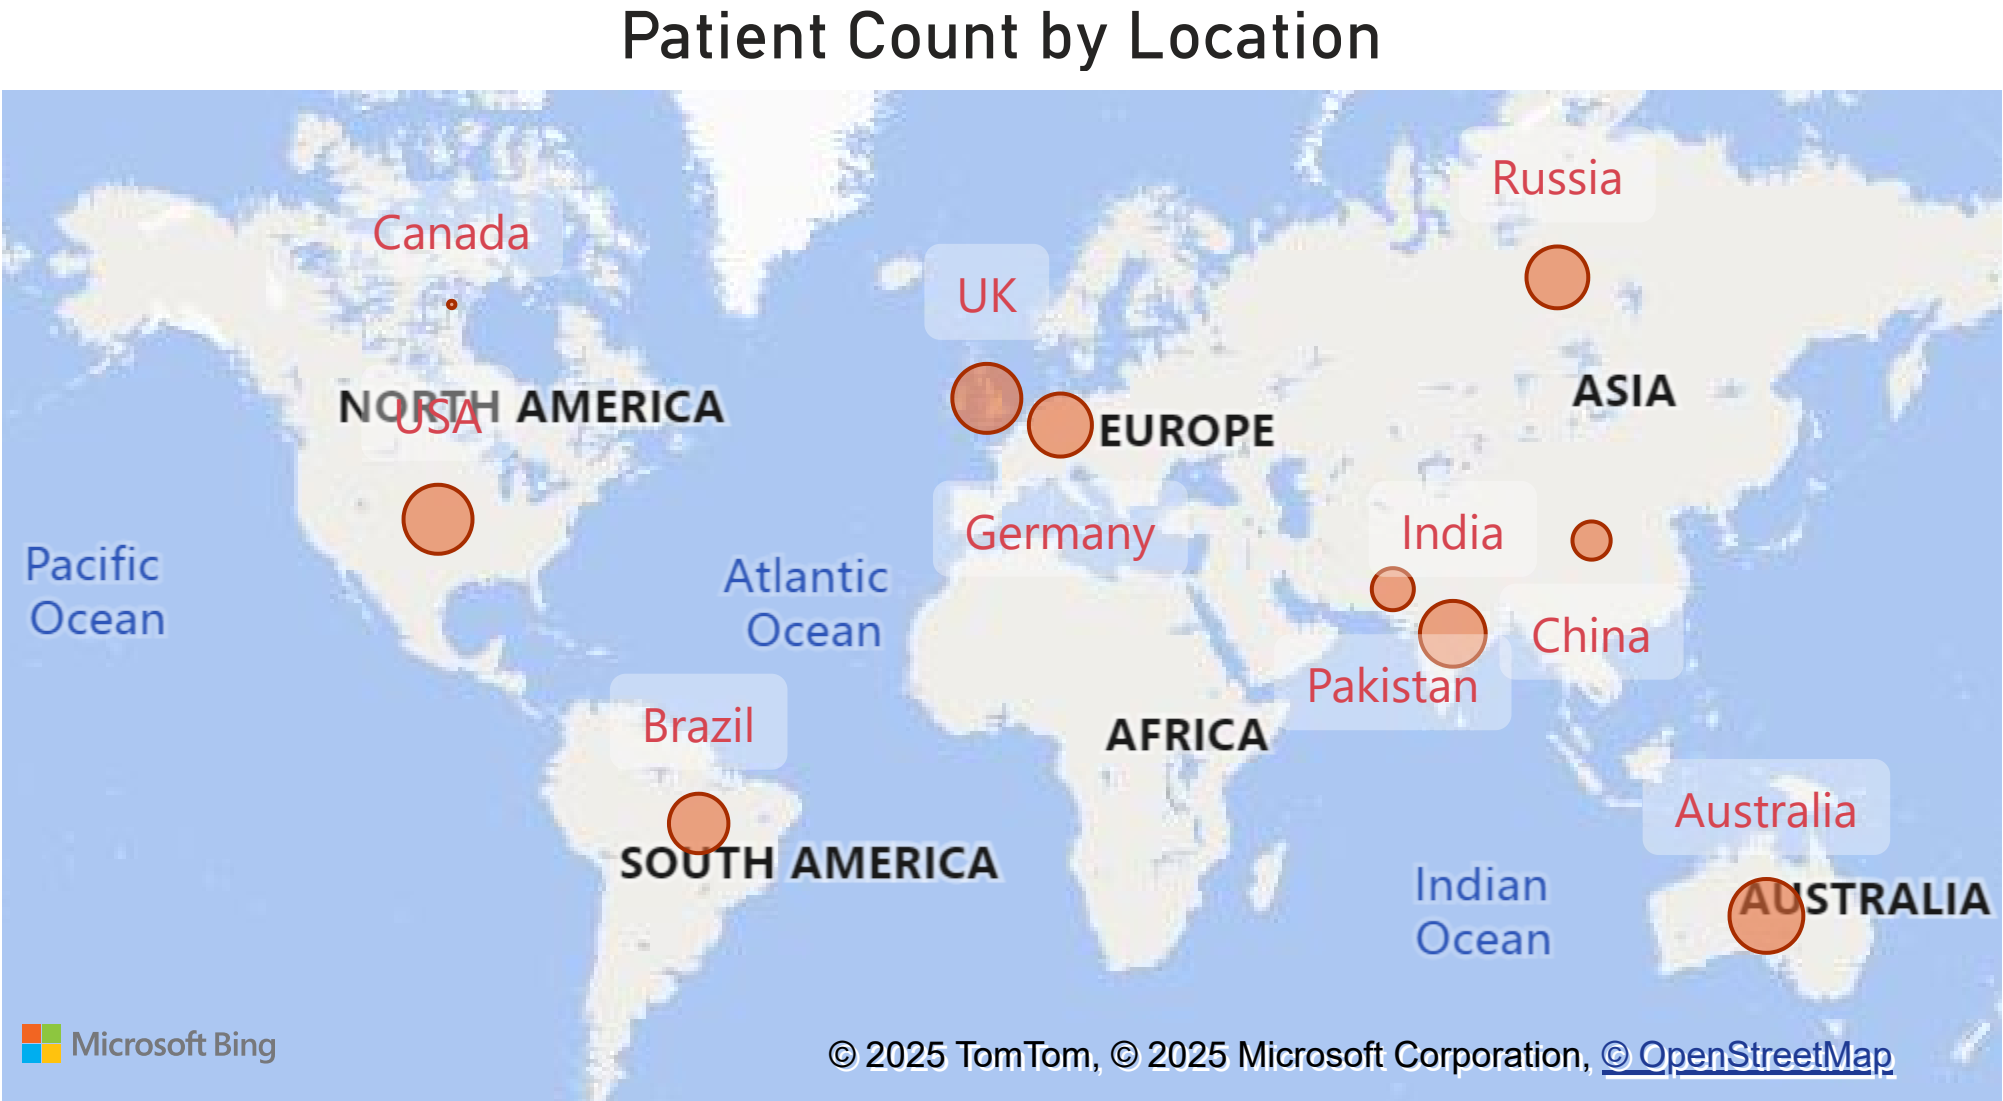 Patient Count by Location
Russia
Canada
UK
ASIA
NORTH AMERICA
USA
EUROPE
Germany
India
Pacific
Ocean
Atlantic
Ocean
China
Pakistan
Brazil
AFRICA
Australia
SOUTH AMERICA
Indian
Ocean
AUSTRALIA
Microsoft Bing
© 2025 TomTom, © 2025 Microsoft Corporation, © OpenStreetMap